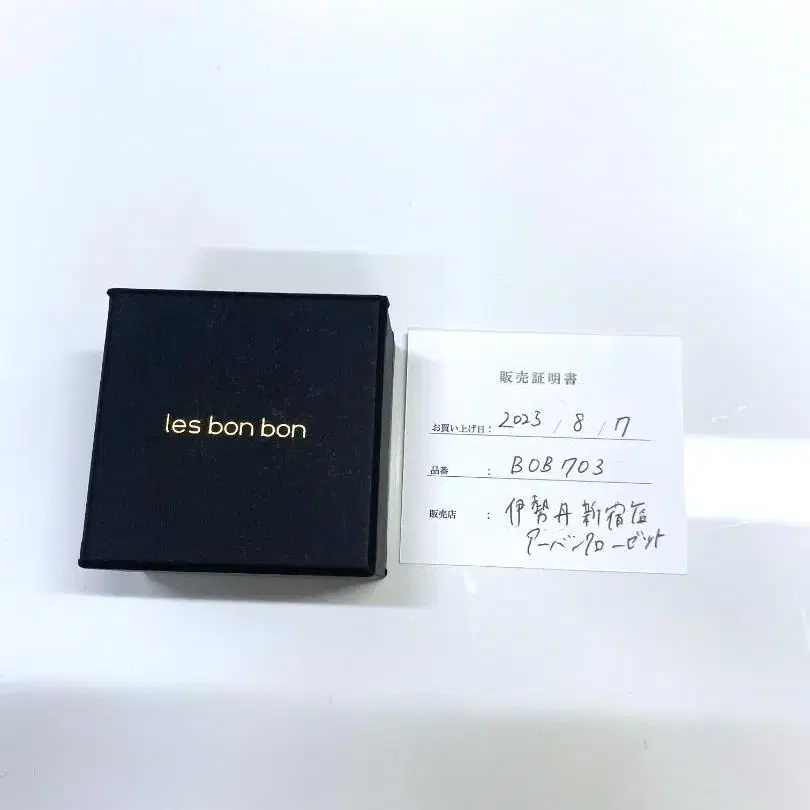 les bon bon
販売証明書
お買い上げ日： 2023 / 8 / 7
品番 ： BOB703
販売店 ： 伊勢丹新宿店
アーバンクローゼット